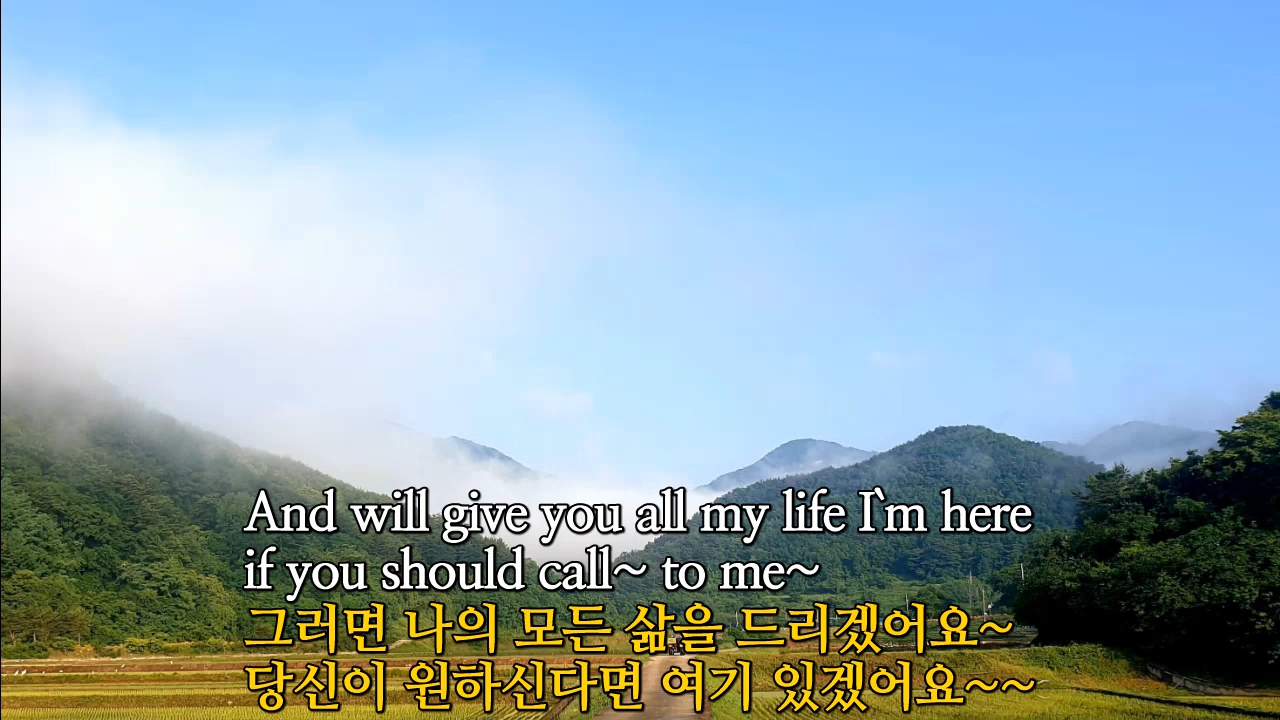 And will give you all my life I`m here
if you should call~ to me~
그러면 나의 모든 삶을 드리겠어요~
당신이 원하신다면 여기 있겠어요~~